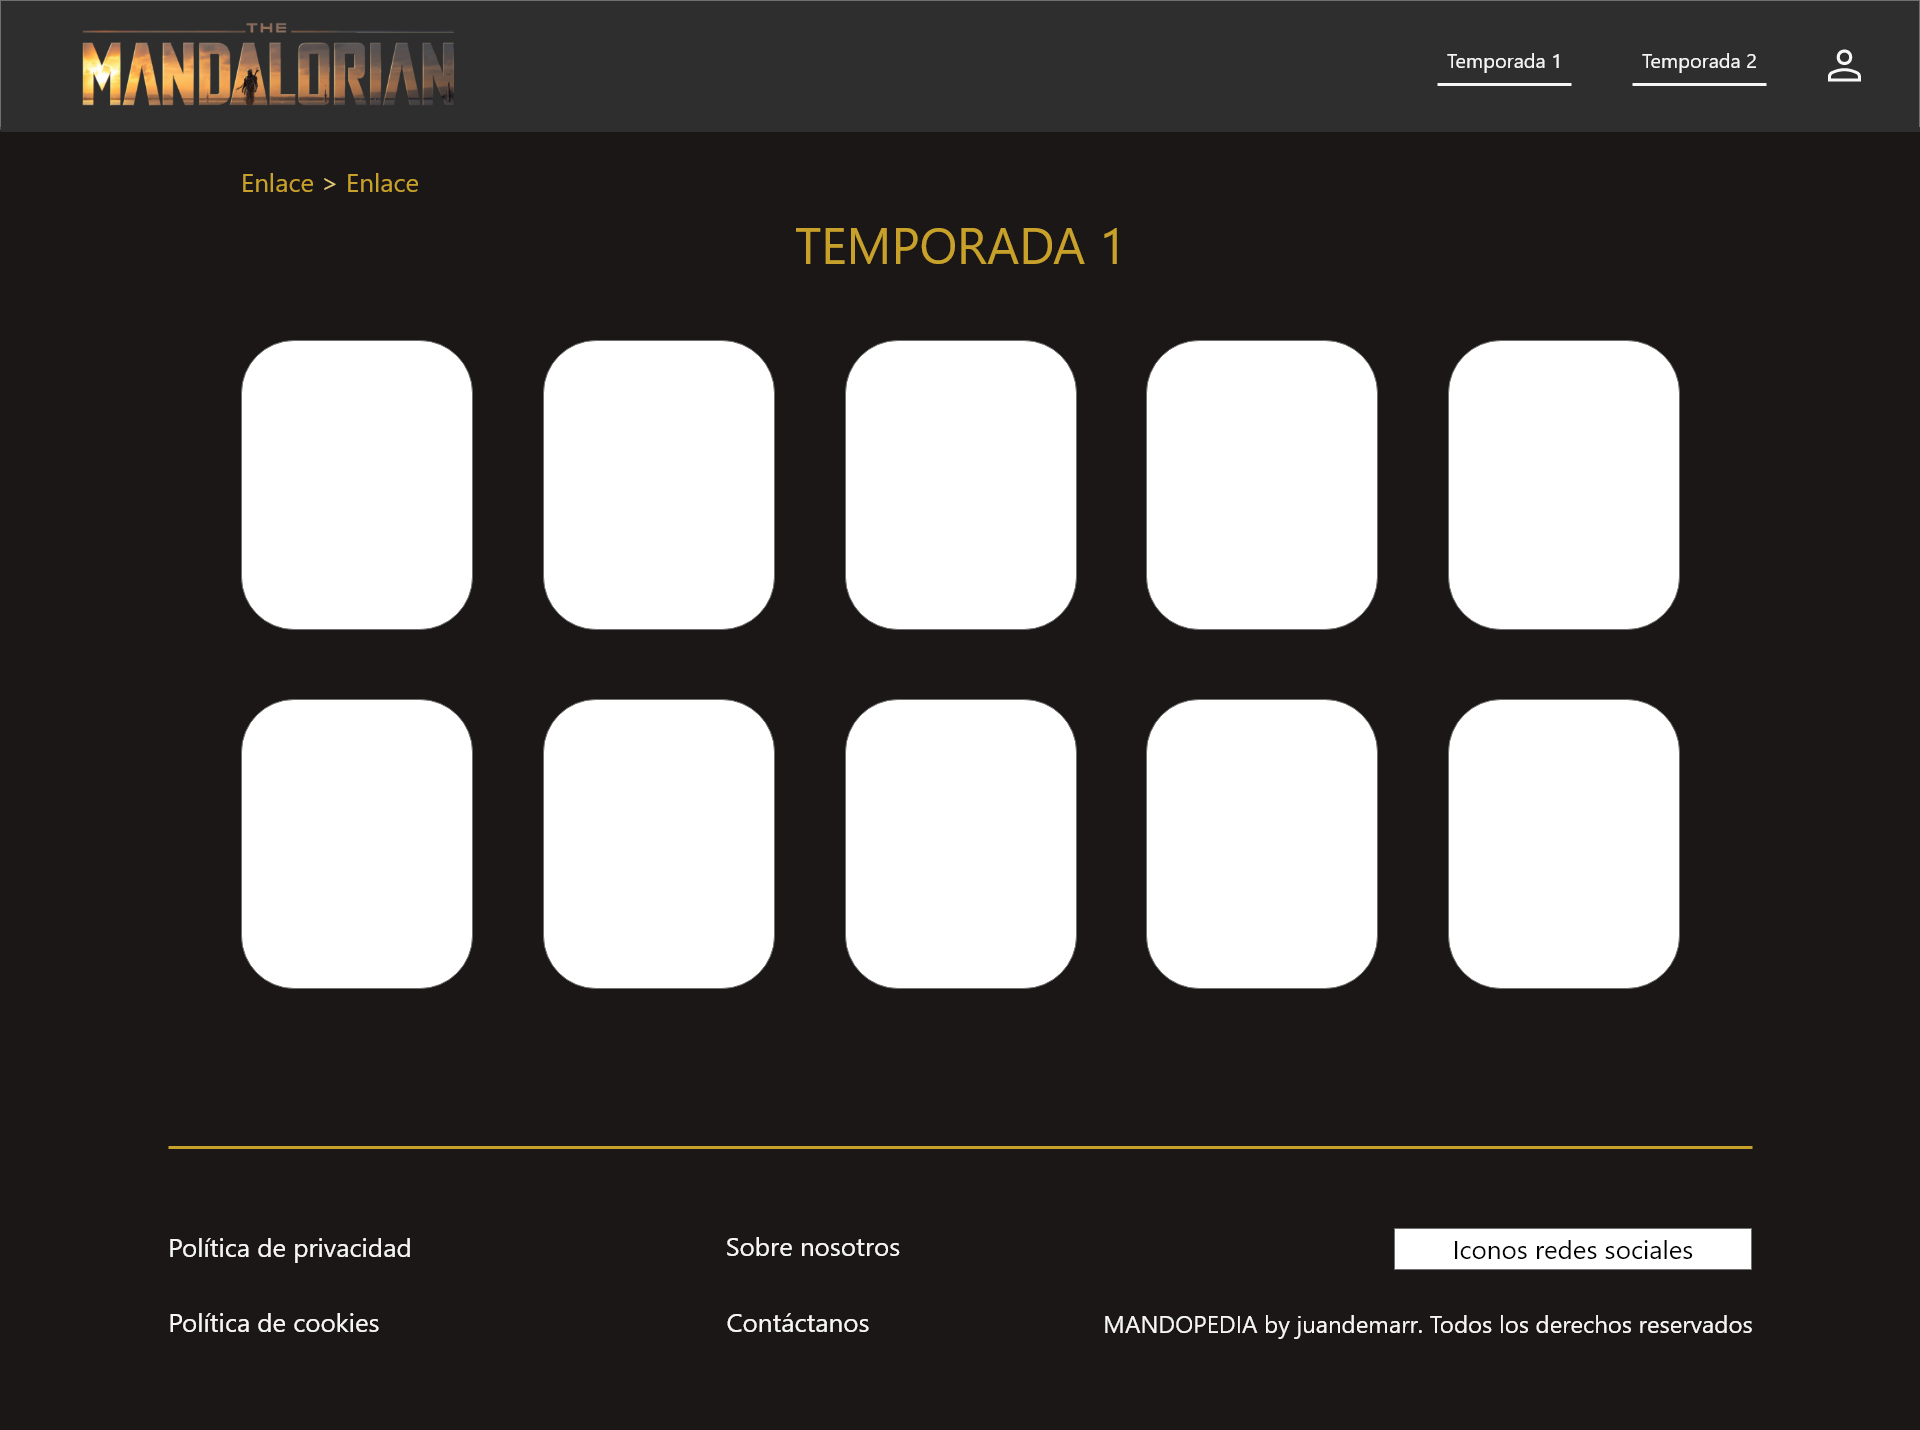 THE
MANDALORIAN
Temporada 1
Temporada 2
Enlace > Enlace
TEMPORADA 1
Política de privacidad
Sobre nosotros
Iconos redes sociales
Política de cookies
Contáctanos
MANDOPEDIA by juandemarr. Todos los derechos reservados